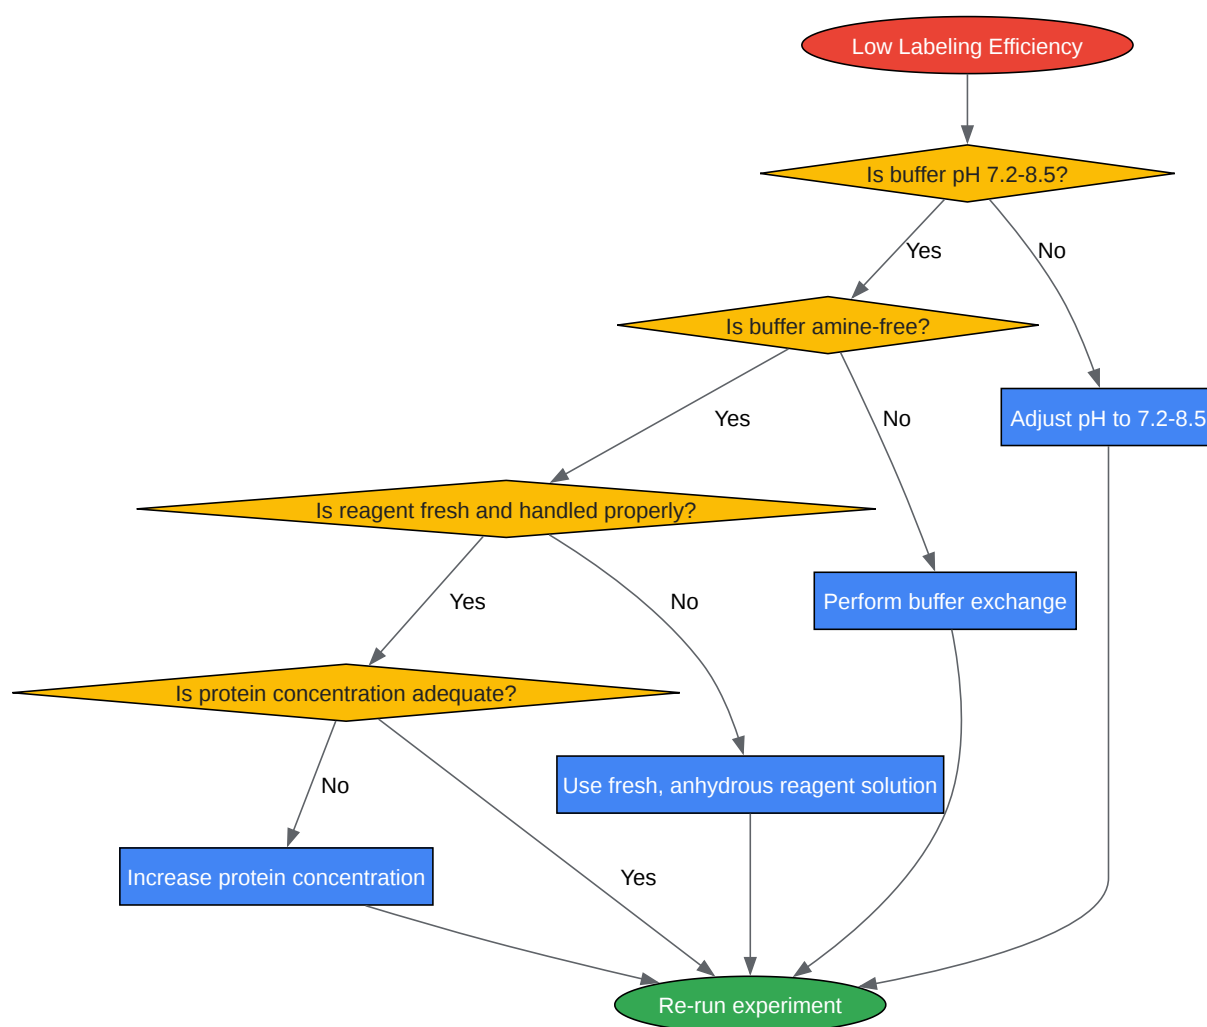 Low Labeling Efficiency
Is buffer pH 7.2-8.5?
Yes
No
Is buffer amine-free?
Yes
No
Adjust pH to 7.2-8.5
Is reagent fresh and handled properly?
Yes
No
Perform buffer exchange
Is protein concentration adequate?
No
Use fresh, anhydrous reagent solution
Increase protein concentration
Yes
Re-run experiment